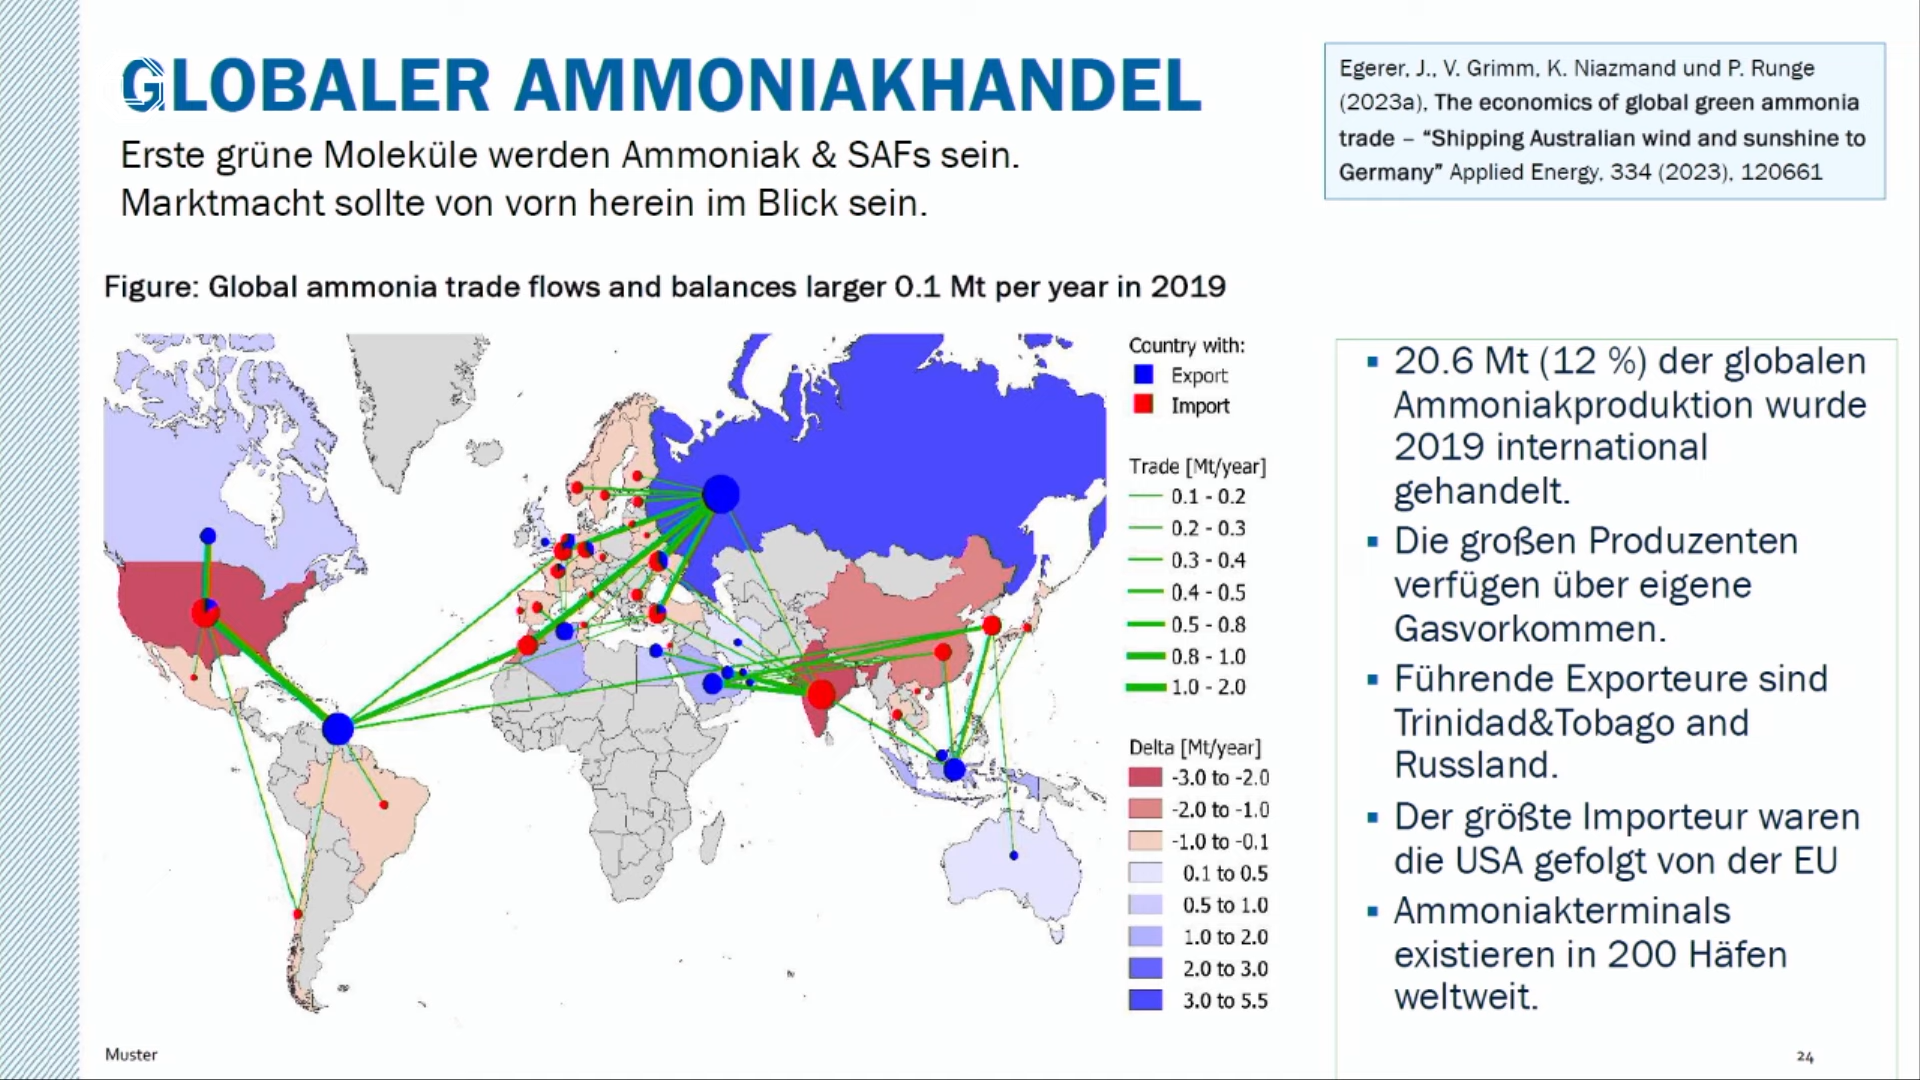 GLOBALER AMMONIAKHANDEL
Erste grüne Moleküle werden Ammoniak & SAFs sein.
Marktmacht sollte von vorn herein im Blick sein.
Egerer, J., V. Grimm, K. Niazmand und P. Runge
(2023a), The economics of global green ammonia
trade – “Shipping Australian wind and sunshine to
Germany” Applied Energy, 334 (2023), 120661
Figure: Global ammonia trade flows and balances larger 0.1 Mt per year in 2019
Country with:
Export
Import
Trade [Mt/year]
0.1 - 0.2
0.2 - 0.3
0.3 - 0.4
0.4 - 0.5
0.5 - 0.8
0.8 - 1.0
1.0 - 2.0
Delta [Mt/year]
-3.0 to -2.0
-2.0 to -1.0
-1.0 to -0.1
0.1 to 0.5
0.5 to 1.0
1.0 to 2.0
2.0 to 3.0
3.0 to 5.5
▪ 20.6 Mt (12 %) der globalen
Ammoniakproduktion wurde
2019 international
gehandelt.
▪ Die großen Produzenten
verfügen über eigene
Gasvorkommen.
▪ Führende Exporteure sind
Trinidad&Tobago and
Russland.
▪ Der größte Importeur waren
die USA gefolgt von der EU
▪ Ammoniakterminals
existieren in 200 Häfen
weltweit.
Muster
24